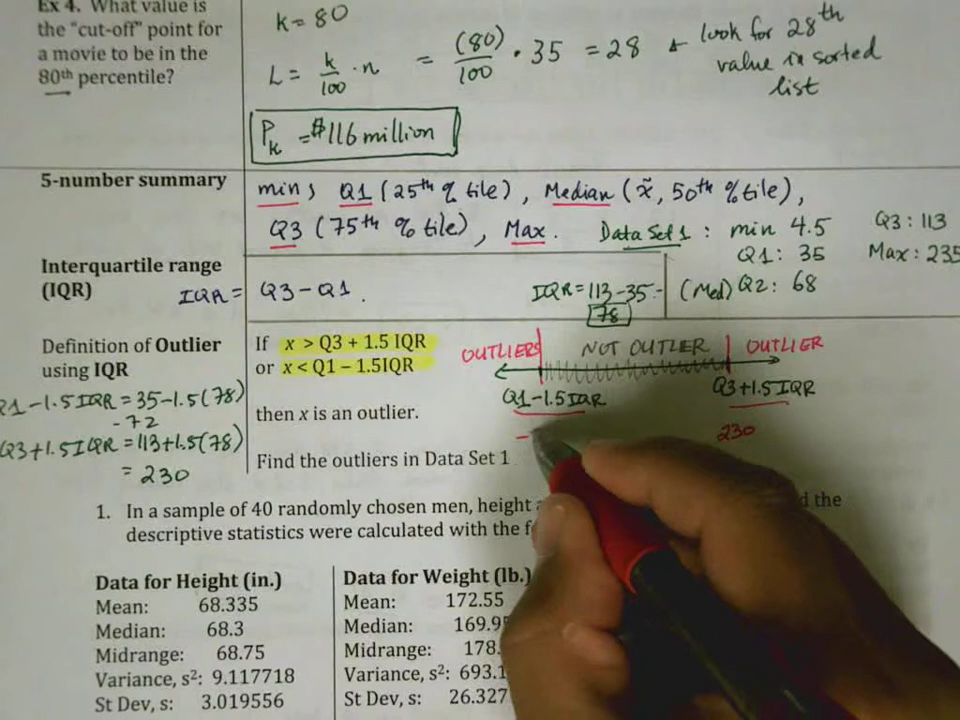 Ex 4. What value is
the "cut-off" point for
a movie to be in the
80th percentile?
k = 80
L = k/100 · n = (80)/100 · 35 = 28 ← look for 28th
value in sorted
list
Pk = $116 million
5-number summary
min, Q1 (25th %tile), Median (x̃, 50th %tile),
Q3 (75th %tile), Max. Data Set 1: min 4.5
Q1: 35
(Med) Q2: 68
Q3: 113
Max: 235
Interquartile range
(IQR)
IQR = Q3 - Q1.
IQR = 113-35=
78
Definition of Outlier
using IQR
If x > Q3 + 1.5 IQR
or x < Q1 – 1.5IQR
then x is an outlier.
Find the outliers in Data Set 1
OUTLIERS NOT OUTLIER OUTLIER
Q1-1.5IQR Q3+1.5IQR
230
Q1-1.5IQR = 35-1.5(78)
-72
Q3+1.5IQR = 113+1.5(78)
= 230
1. In a sample of 40 randomly chosen men, height d the
descriptive statistics were calculated with the
Data for Height (in.)
Mean: 68.335
Median: 68.3
Midrange: 68.75
Variance, s²: 9.117718
St Dev, s: 3.019556
Data for Weight (lb.)
Mean: 172.55
Median: 169.95
Midrange: 178.
Variance, s²: 693.1
St Dev, s: 26.327